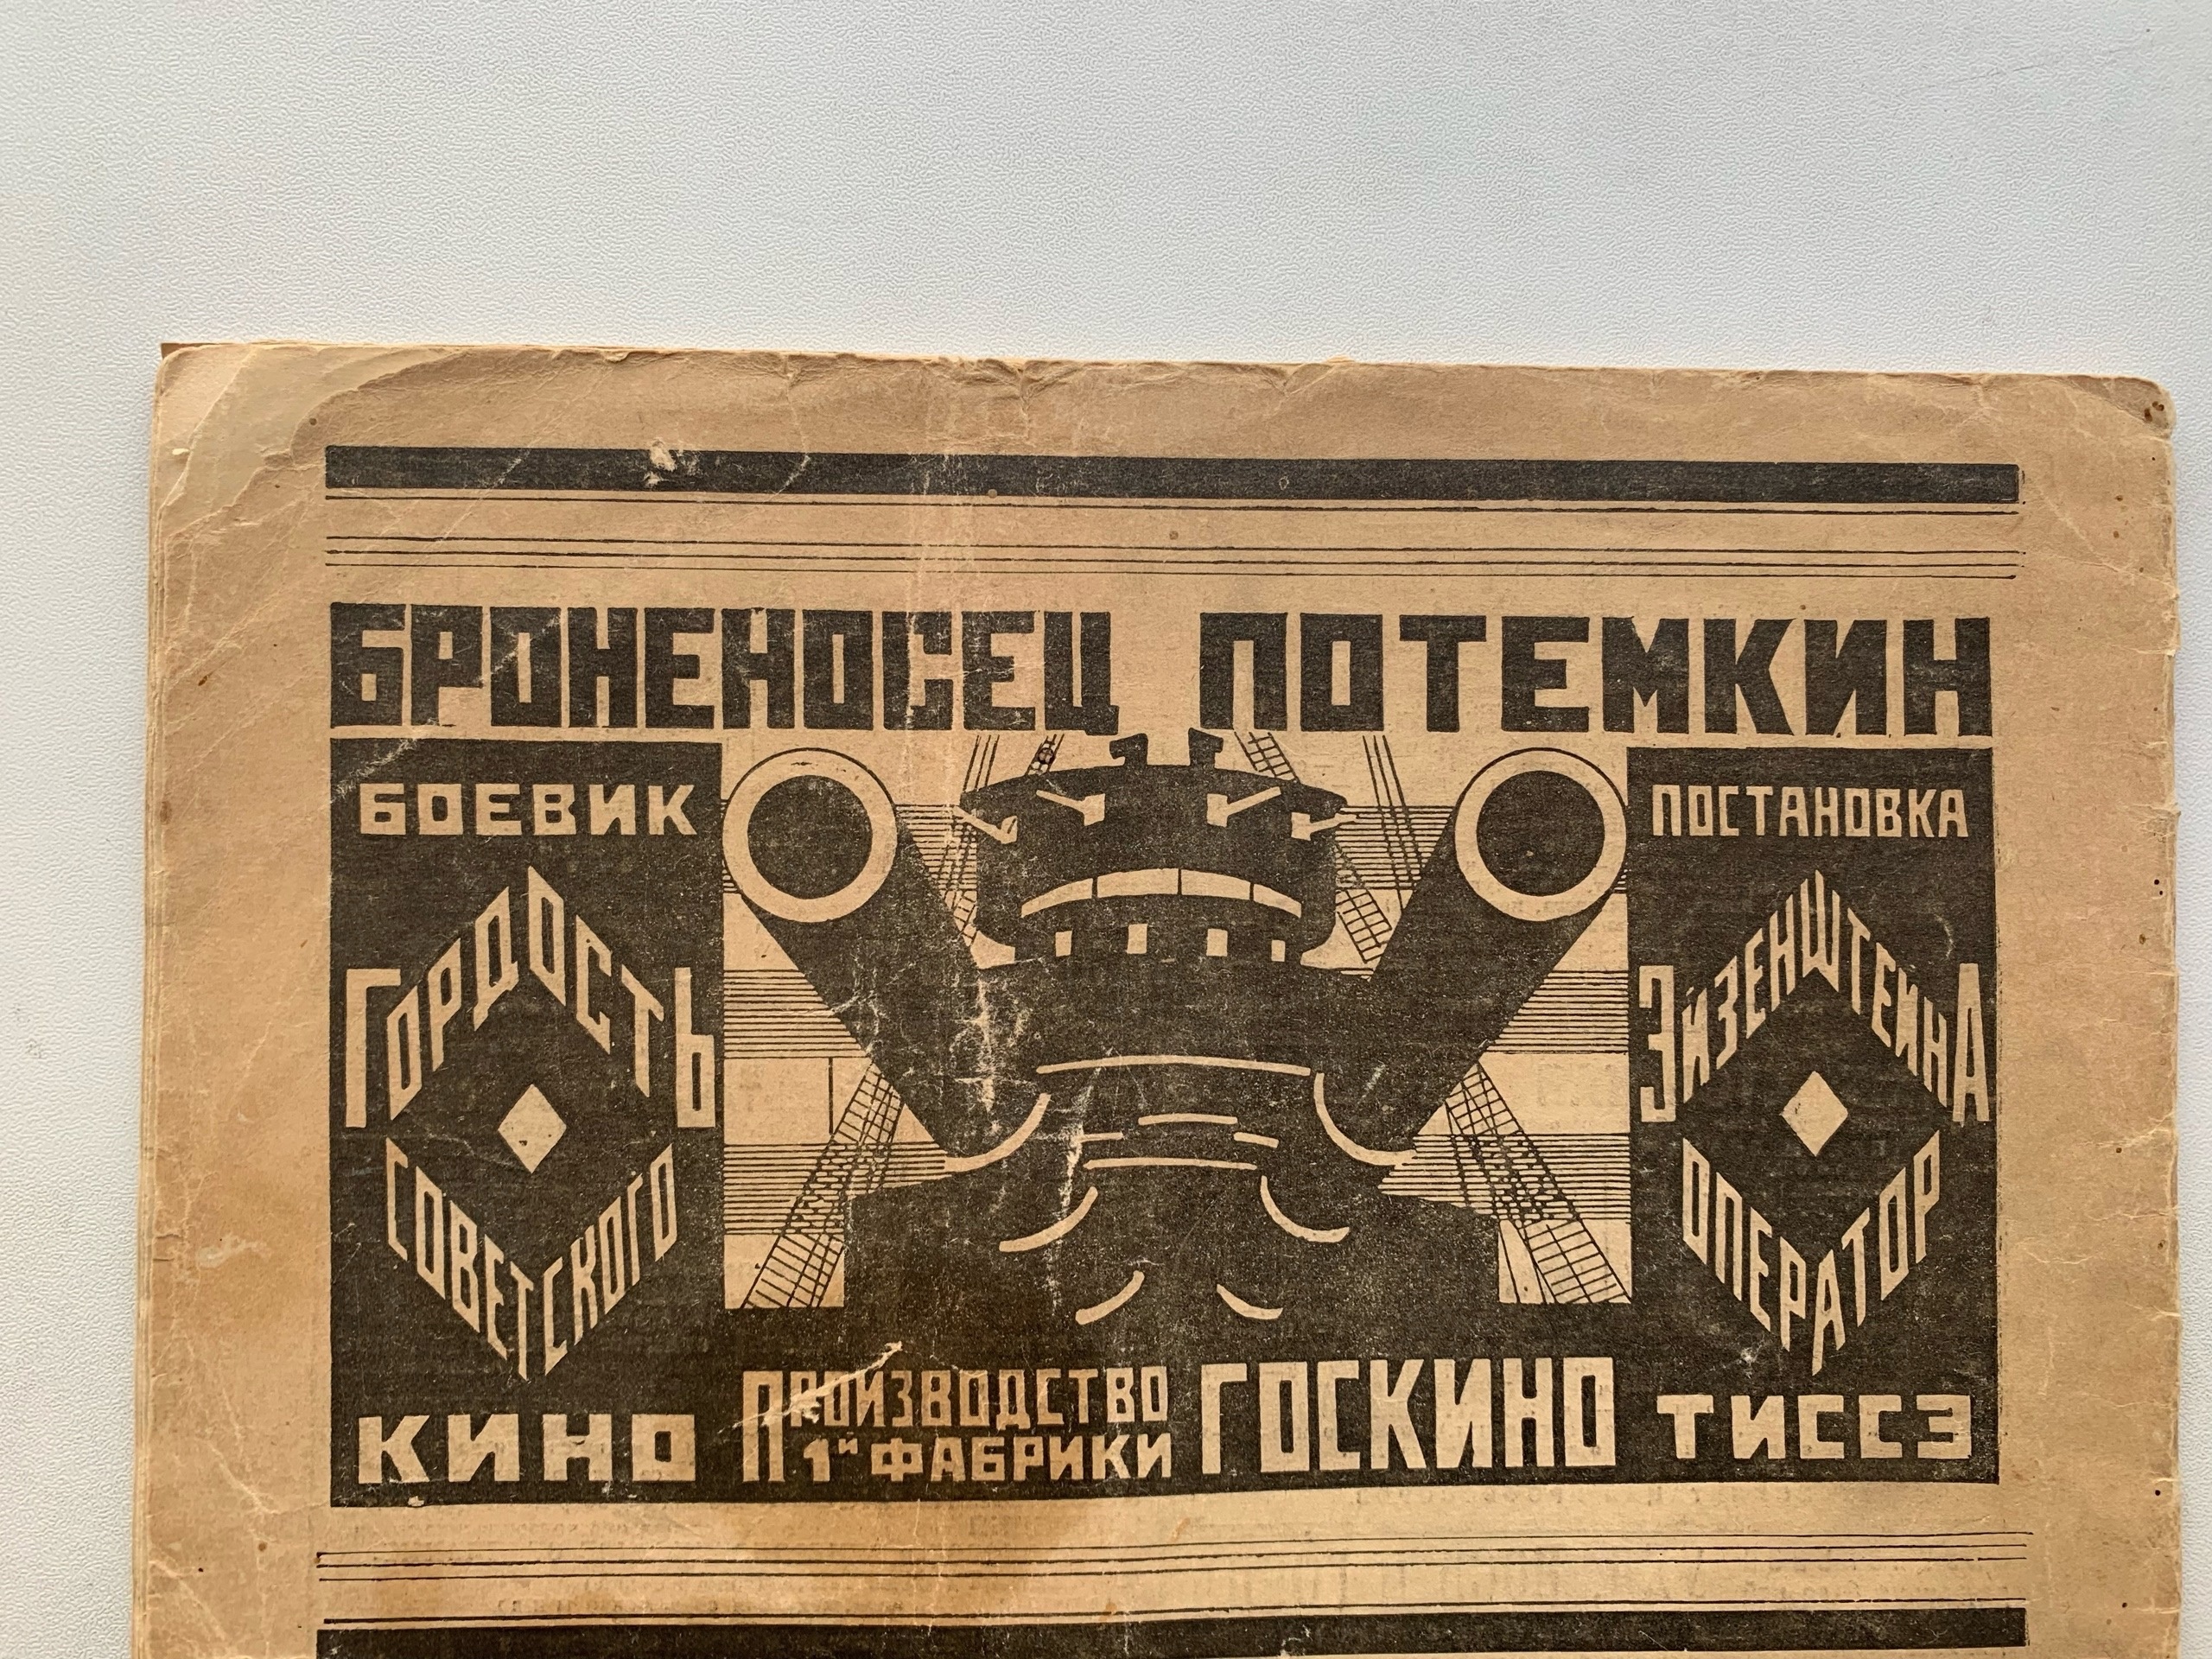 БРОНЕНОСЕЦ ПОТЕМКИН
БОЕВИК
ГОРДОСТЬ
СОВЕТСКОГО
КИНО
ПРОИЗВОДСТВО
1й ФАБРИКИ
ГОСКИНО
ПОСТАНОВКА
ЭЙЗЕНШТЕЙНА
ОПЕРАТОР
ТИССЭ